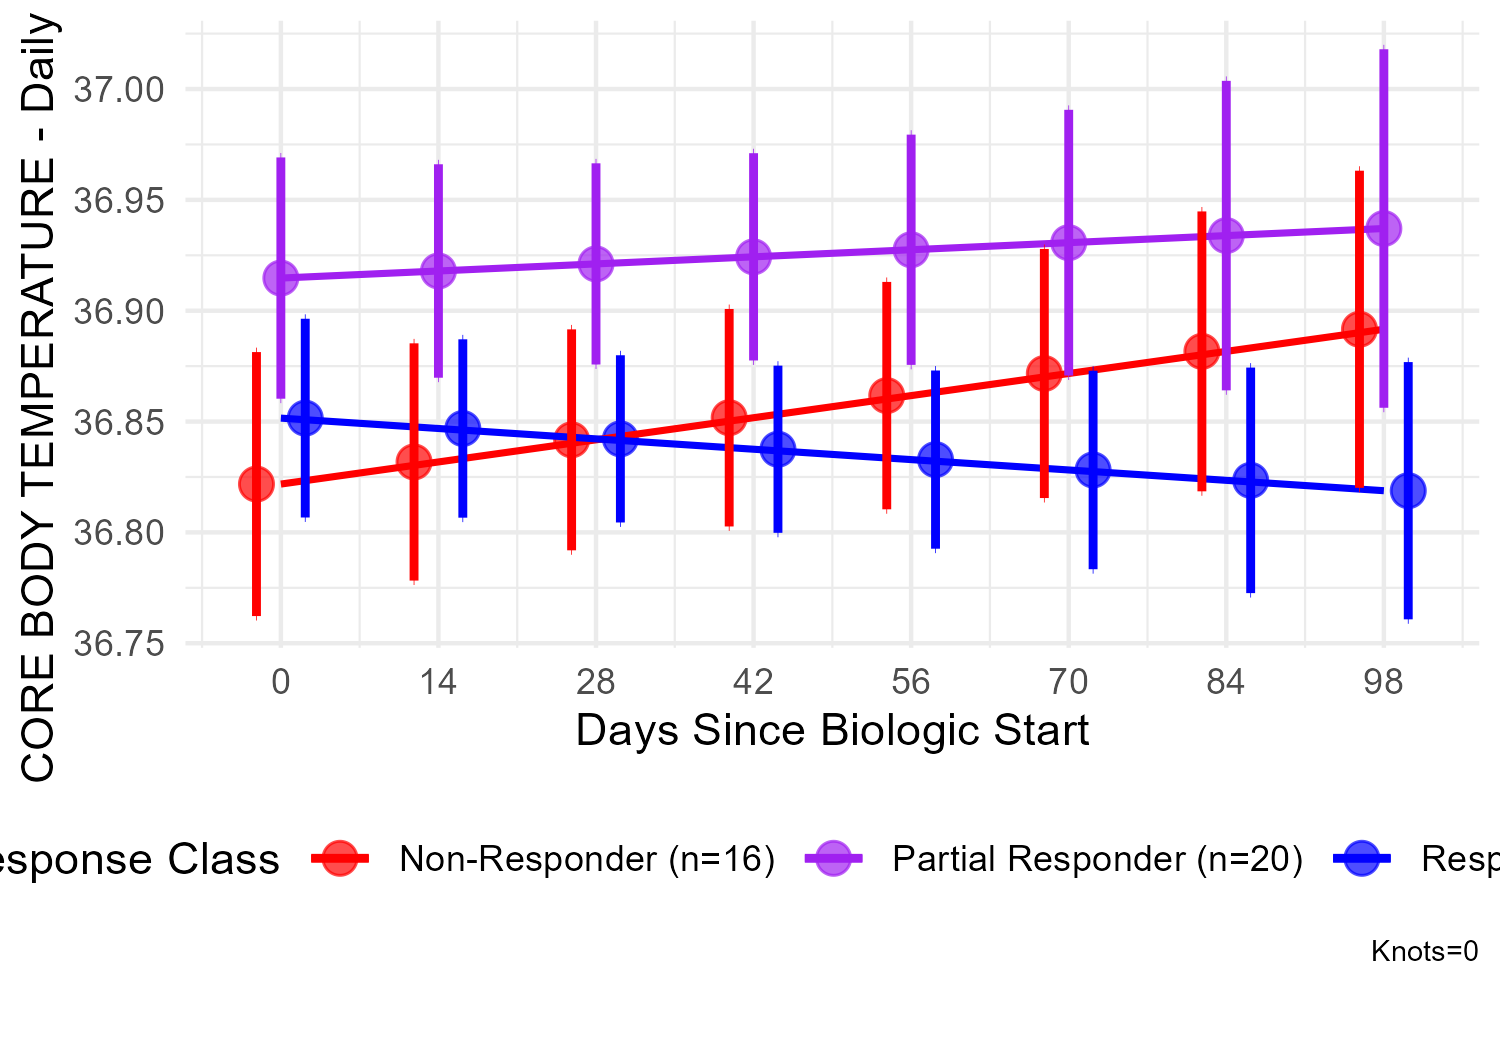 CORE BODY TEMPERATURE - Daily
37.00
36.95
36.90
36.85
36.80
36.75
0 14 28 42 56 70 84 98
Days Since Biologic Start
esponse Class Non-Responder (n=16) Partial Responder (n=20) Resp
Knots=0